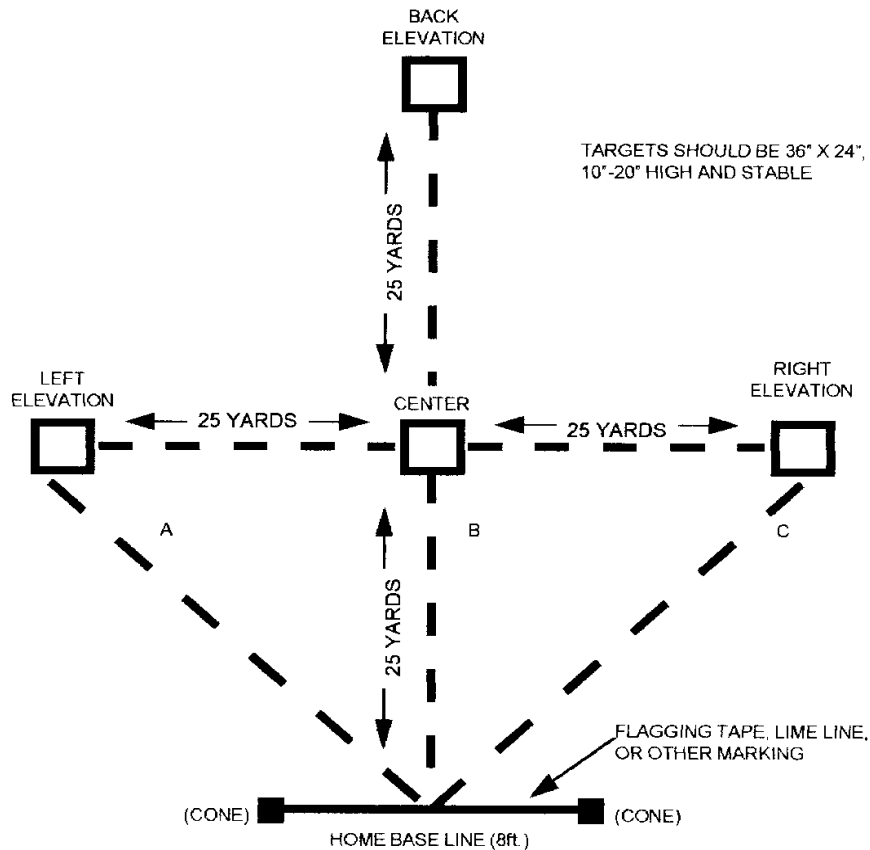 BACK
ELEVATION
TARGETS SHOULD BE 36" X 24",
10"-20" HIGH AND STABLE
25 YARDS
LEFT
ELEVATION
25 YARDS
CENTER
25 YARDS
RIGHT
ELEVATION
A
B
C
25 YARDS
FLAGGING TAPE, LIME LINE,
OR OTHER MARKING
(CONE)
(CONE)
HOME BASE LINE (8ft.)